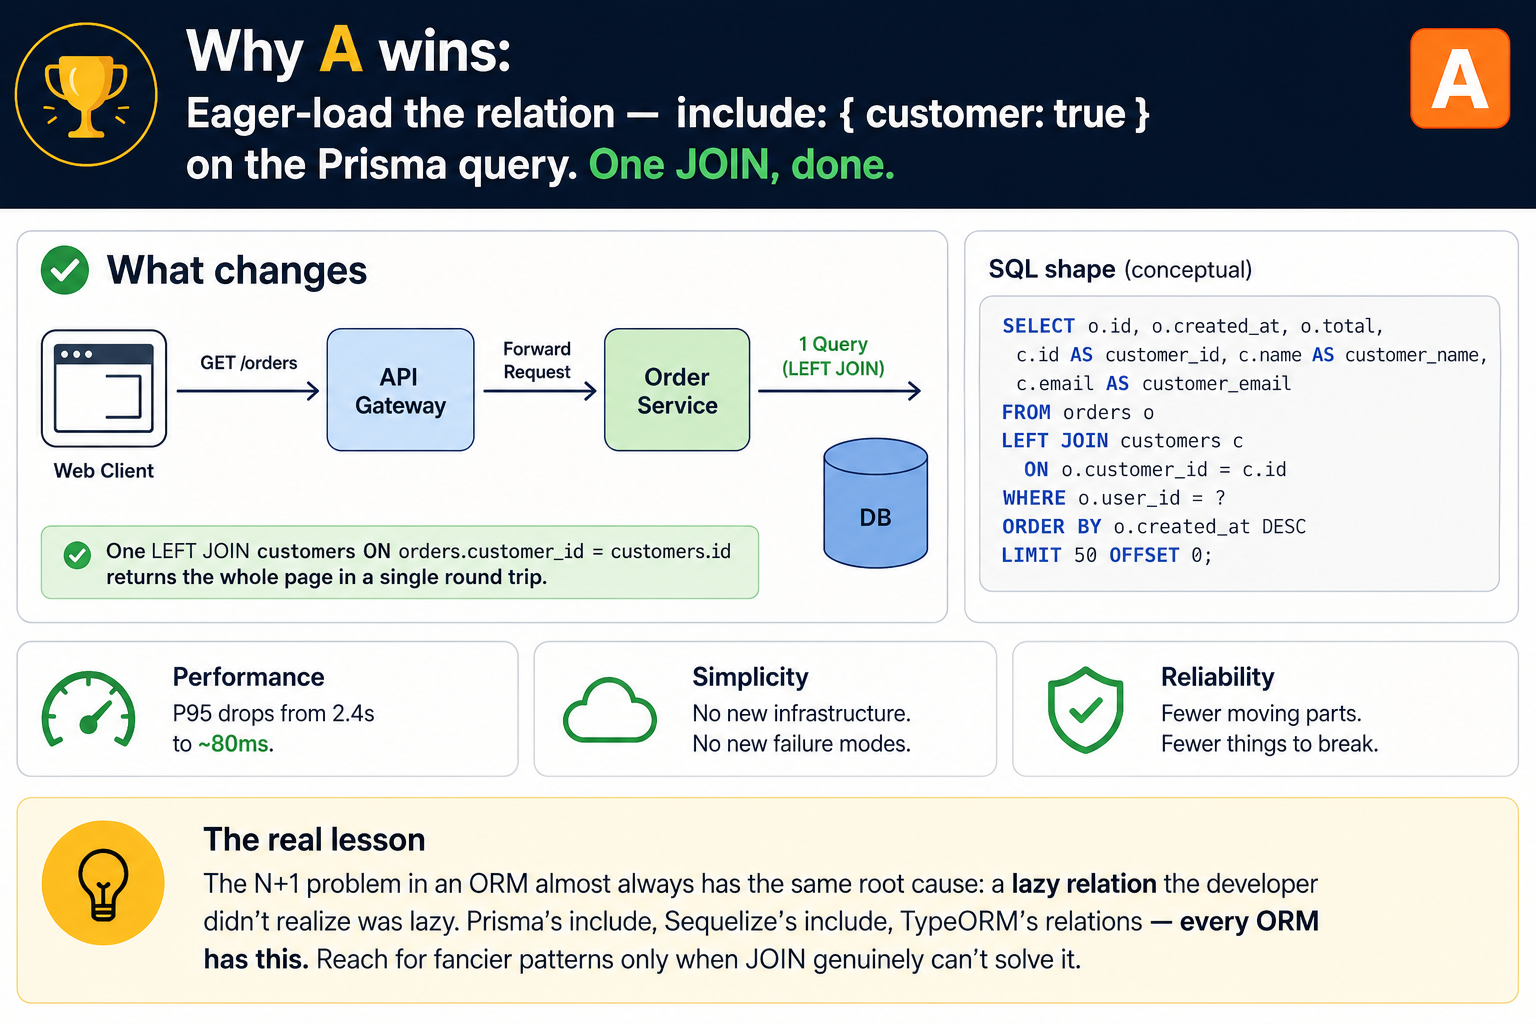 Why A wins:
Eager-load the relation — include: { customer: true }
on the Prisma query. One JOIN, done.
A
What changes
Web Client
GET /orders
API
Gateway
Forward
Request
Order
Service
1 Query
(LEFT JOIN)
DB
One LEFT JOIN customers ON orders.customer_id = customers.id
returns the whole page in a single round trip.
SQL shape (conceptual)
SELECT o.id, o.created_at, o.total,
c.id AS customer_id, c.name AS customer_name,
c.email AS customer_email
FROM orders o
LEFT JOIN customers c
ON o.customer_id = c.id
WHERE o.user_id = ?
ORDER BY o.created_at DESC
LIMIT 50 OFFSET 0;
Performance
P95 drops from 2.4s
to ~80ms.
Simplicity
No new infrastructure.
No new failure modes.
Reliability
Fewer moving parts.
Fewer things to break.
The real lesson
The N+1 problem in an ORM almost always has the same root cause: a lazy relation the developer
didn't realize was lazy. Prisma's include, Sequelize's include, TypeORM's relations — every ORM
has this. Reach for fancier patterns only when JOIN genuinely can't solve it.